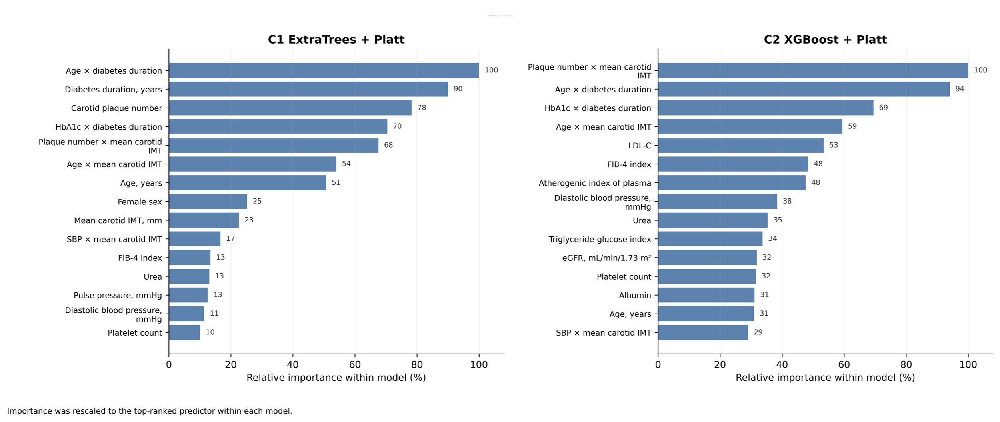 Relative SHAP importance in composite models
C1 ExtraTrees + Platt
Age × diabetes duration
100
Diabetes duration, years
90
Carotid plaque number
78
HbA1c × diabetes duration
70
Plaque number × mean carotid
IMT
68
Age × mean carotid IMT
54
Age, years
51
Female sex
25
Mean carotid IMT, mm
23
SBP × mean carotid IMT
17
FIB-4 index
13
Urea
13
Pulse pressure, mmHg
13
Diastolic blood pressure,
mmHg
11
Platelet count
10
0 20 40 60 80 100
Relative importance within model (%)
C2 XGBoost + Platt
Plaque number × mean carotid
IMT
100
Age × diabetes duration
94
HbA1c × diabetes duration
69
Age × mean carotid IMT
59
LDL-C
53
FIB-4 index
48
Atherogenic index of plasma
48
Diastolic blood pressure,
mmHg
38
Urea
35
Triglyceride-glucose index
34
eGFR, mL/min/1.73 m²
32
Platelet count
32
Albumin
31
Age, years
31
SBP × mean carotid IMT
29
0 20 40 60 80 100
Relative importance within model (%)
Importance was rescaled to the top-ranked predictor within each model.